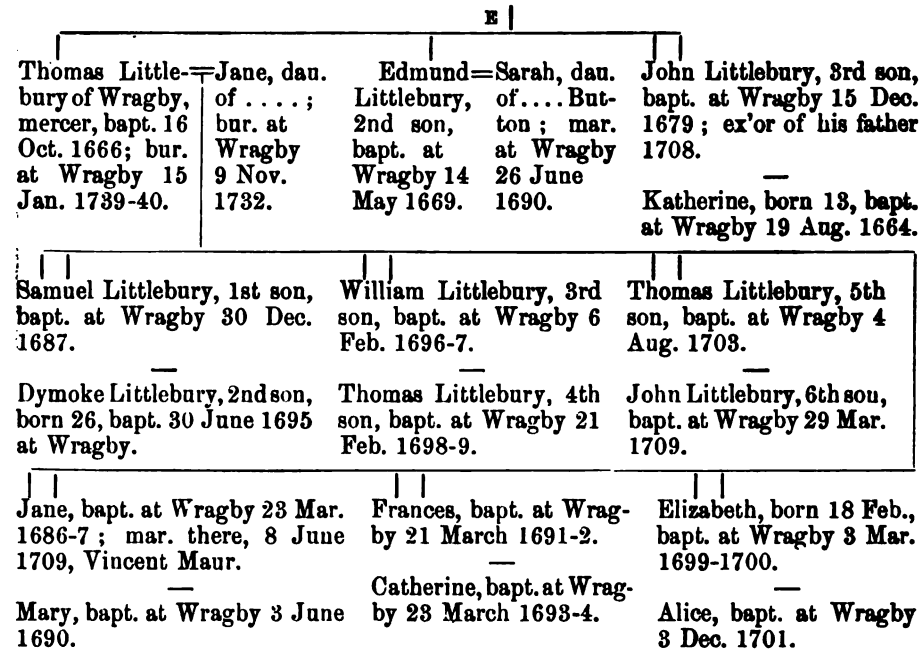 E
Thomas Little-
bury of Wragby,
mercer, bapt. 16
Oct. 1666; bur.
at Wragby 15
Jan. 1739-40.
=Jane, dau.
of . . . . ;
bur. at
Wragby
9 Nov.
1732.
Edmund
Littlebury,
2nd son,
bapt. at
Wragby 14
May 1669.
=Sarah, dau.
of.... But-
ton ; mar.
at Wragby
26 June
1690.
John Littlebury, 3rd son,
bapt. at Wragby 15 Dec.
1679 ; ex'or of his father
1708.
—
Katherine, born 13, bapt.
at Wragby 19 Aug. 1664.
Samuel Littlebury, 1st son,
bapt. at Wragby 30 Dec.
1687.
—
Dymoke Littlebury, 2nd son,
born 26, bapt. 30 June 1695
at Wragby.
William Littlebury, 3rd
son, bapt. at Wragby 6
Feb. 1696-7.
—
Thomas Littlebury, 4th
son, bapt. at Wragby 21
Feb. 1698-9.
Thomas Littlebury, 5th
son, bapt. at Wragby 4
Aug. 1703.
—
John Littlebury, 6th son,
bapt. at Wragby 29 Mar.
1709.
Jane, bapt. at Wragby 23 Mar.
1686-7 ; mar. there, 8 June
1709, Vincent Maur.
—
Mary, bapt. at Wragby 3 June
1690.
Frances, bapt. at Wrag-
by 21 March 1691-2.
—
Catherine, bapt. at Wrag-
by 23 March 1693-4.
Elizabeth, born 18 Feb.,
bapt. at Wragby 3 Mar.
1699-1700.
—
Alice, bapt. at Wragby
3 Dec. 1701.